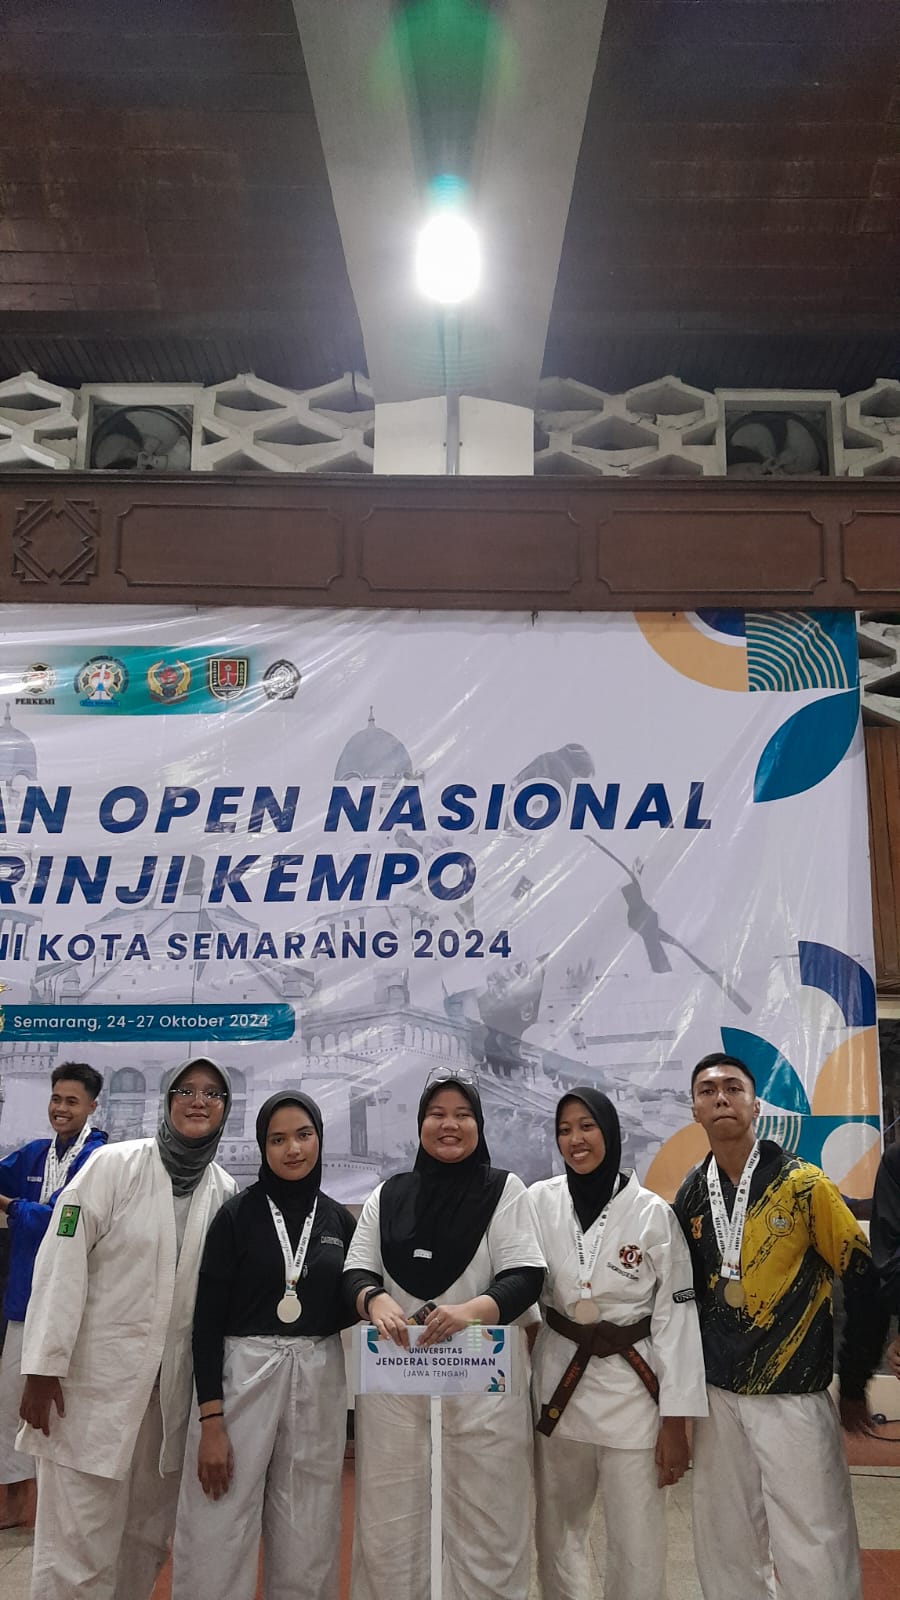 PERKEMI
AN OPEN NASIONAL
RINJI KEMPO
NI KOTA SEMARANG 2024
Semarang, 24-27 Oktober 2024
UNIVERSITAS
JENDERAL SOEDIRMAN
(JAWA TENGAH)